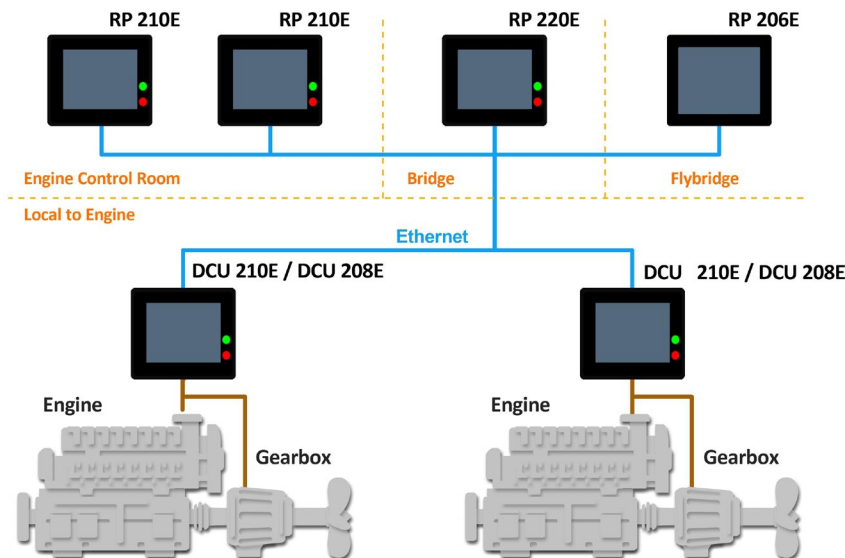 RP 210E
RP 210E
RP 220E
RP 206E
Engine Control Room
Bridge
Flybridge
Local to Engine
Ethernet
DCU 210E / DCU 208E
DCU 210E / DCU 208E
Engine
Engine
Gearbox
Gearbox